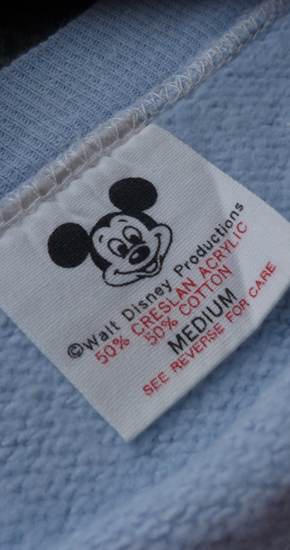 ©Walt Disney Productions
50% CRESLAN ACRYLIC
50% COTTON
MEDIUM
SEE REVERSE FOR CARE